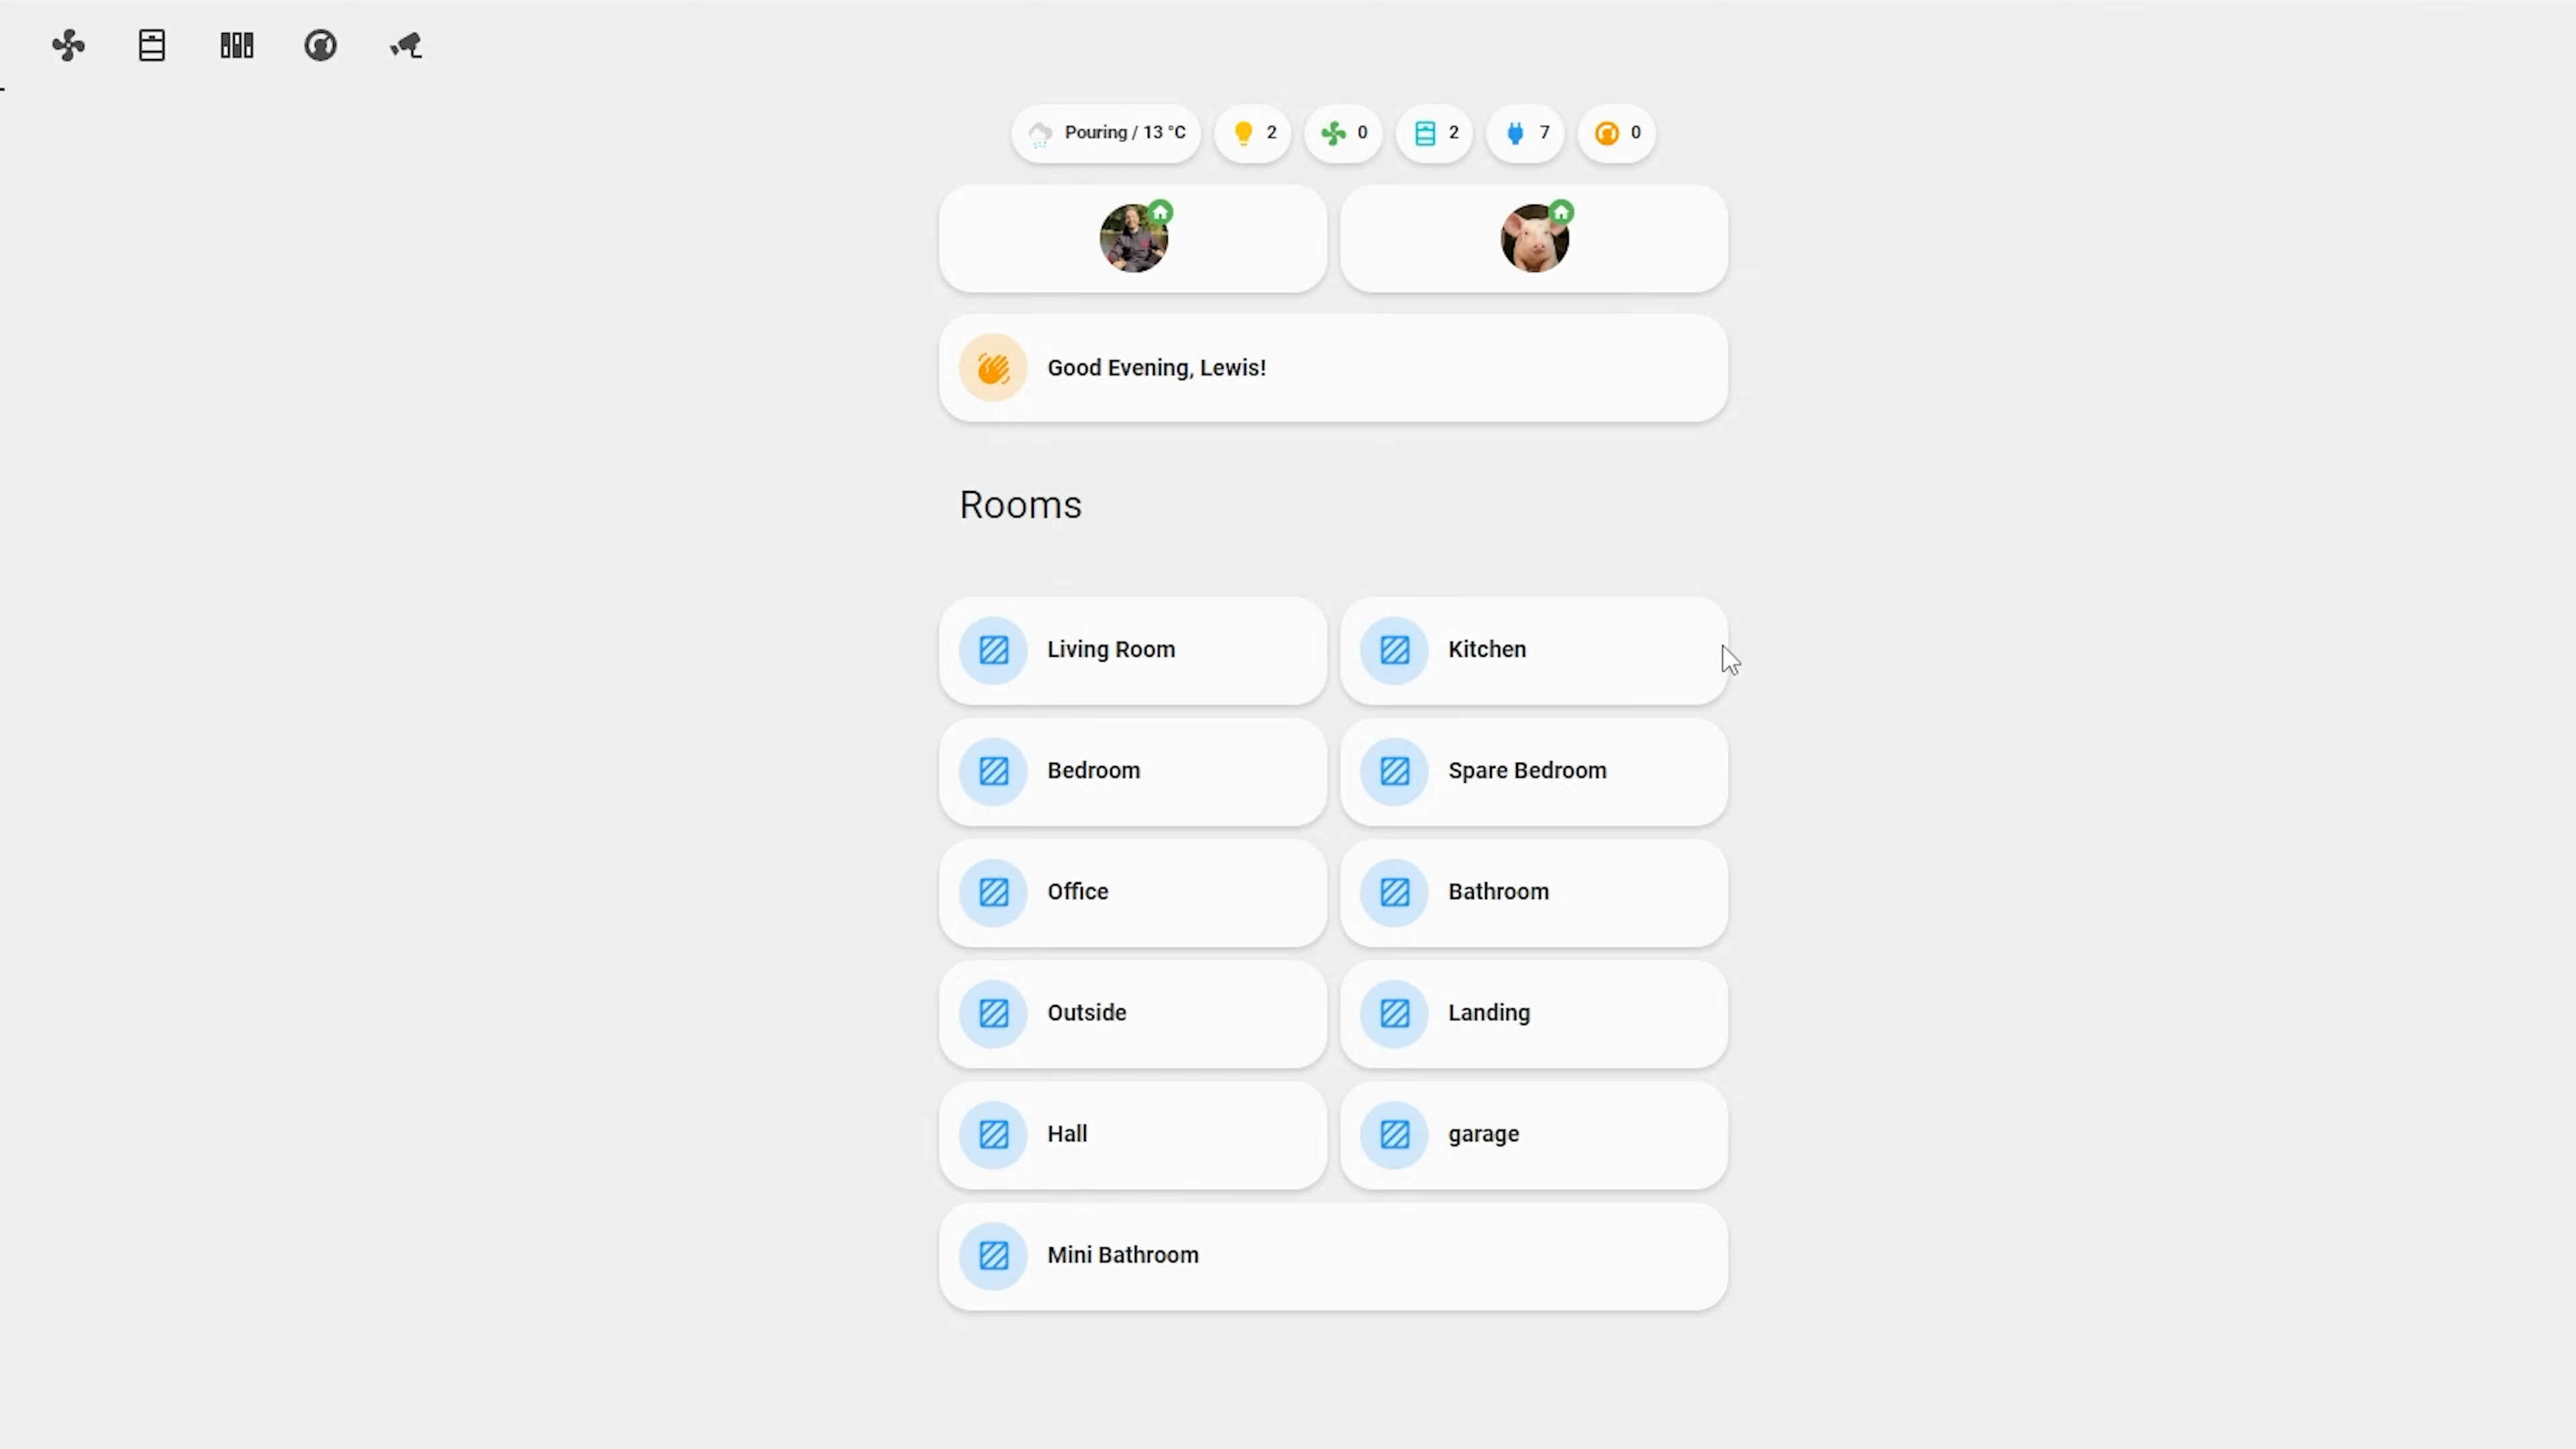 Pouring / 13 °C 2 0 2 7 0
Good Evening, Lewis!
Rooms
Living Room
Kitchen
Bedroom
Spare Bedroom
Office
Bathroom
Outside
Landing
Hall
garage
Mini Bathroom